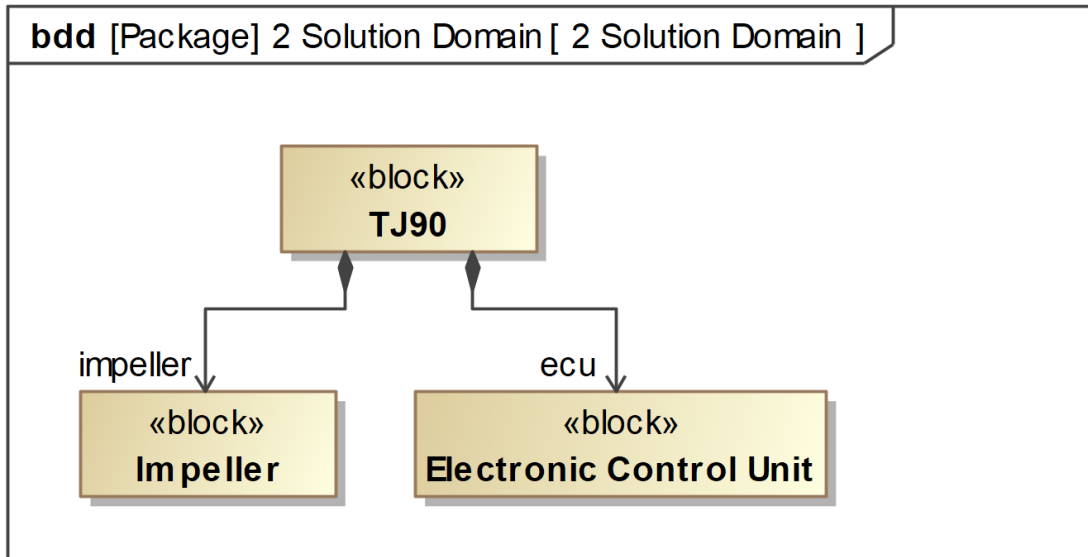 bdd [Package] 2 Solution Domain [ 2 Solution Domain ]
«block»
TJ90
impeller
ecu
«block»
Impeller
«block»
Electronic Control Unit